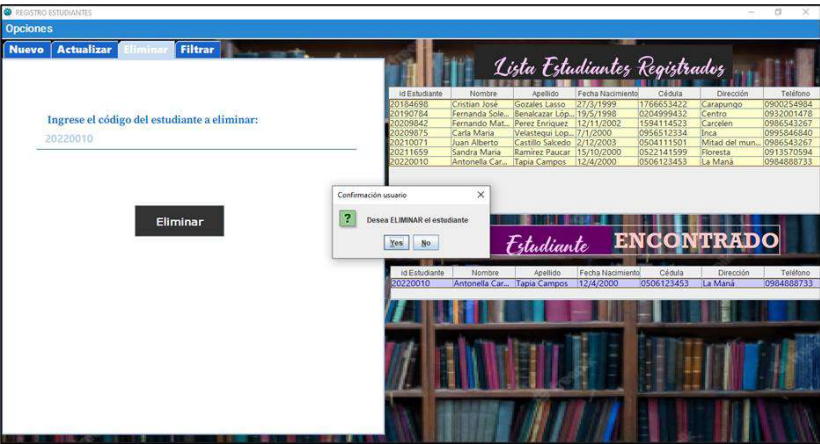 REGISTRO ESTUDIANTES
Opciones
Nuevo Actualizar Eliminar Filtrar
Ingrese el código del estudiante a eliminar:
20220010
Eliminar
Lista Estudiantes Registrados
id Estudiante Nombre Apellido Fecha Nacimiento Cédula Dirección Teléfono
20184698 Cristian José Gozales Lasso 27/3/1999 1766653422 Carapungo 0900254984
20190784 Fernanda Sole... Benalcazar Lóp... 19/5/1998 0204999432 Centro 0932001478
20209842 Fernando Mat... Perez Enriquez 12/11/2002 1594114523 Carcelen 0986543267
20209875 Carla Maria Velastegui Lop... 7/1/2000 0956512334 Inca 0995846840
20210071 Juan Alberto Castillo Salcedo 2/12/2003 0504111501 Mitad del mun... 0986543267
20211659 Sandra Maria Ramirez Paucar 15/10/2000 0522141599 Floresta 0913570594
20220010 Antonella Car... Tapia Campos 12/4/2000 0506123453 La Maná 0984888733
Confirmación usuario
Desea ELIMINAR el estudiante
Yes No
Estudiante ENCONTRADO
id Estudiante Nombre Apellido Fecha Nacimiento Cédula Dirección Teléfono
20220010 Antonella Car... Tapia Campos 12/4/2000 0506123453 La Maná 0984888733